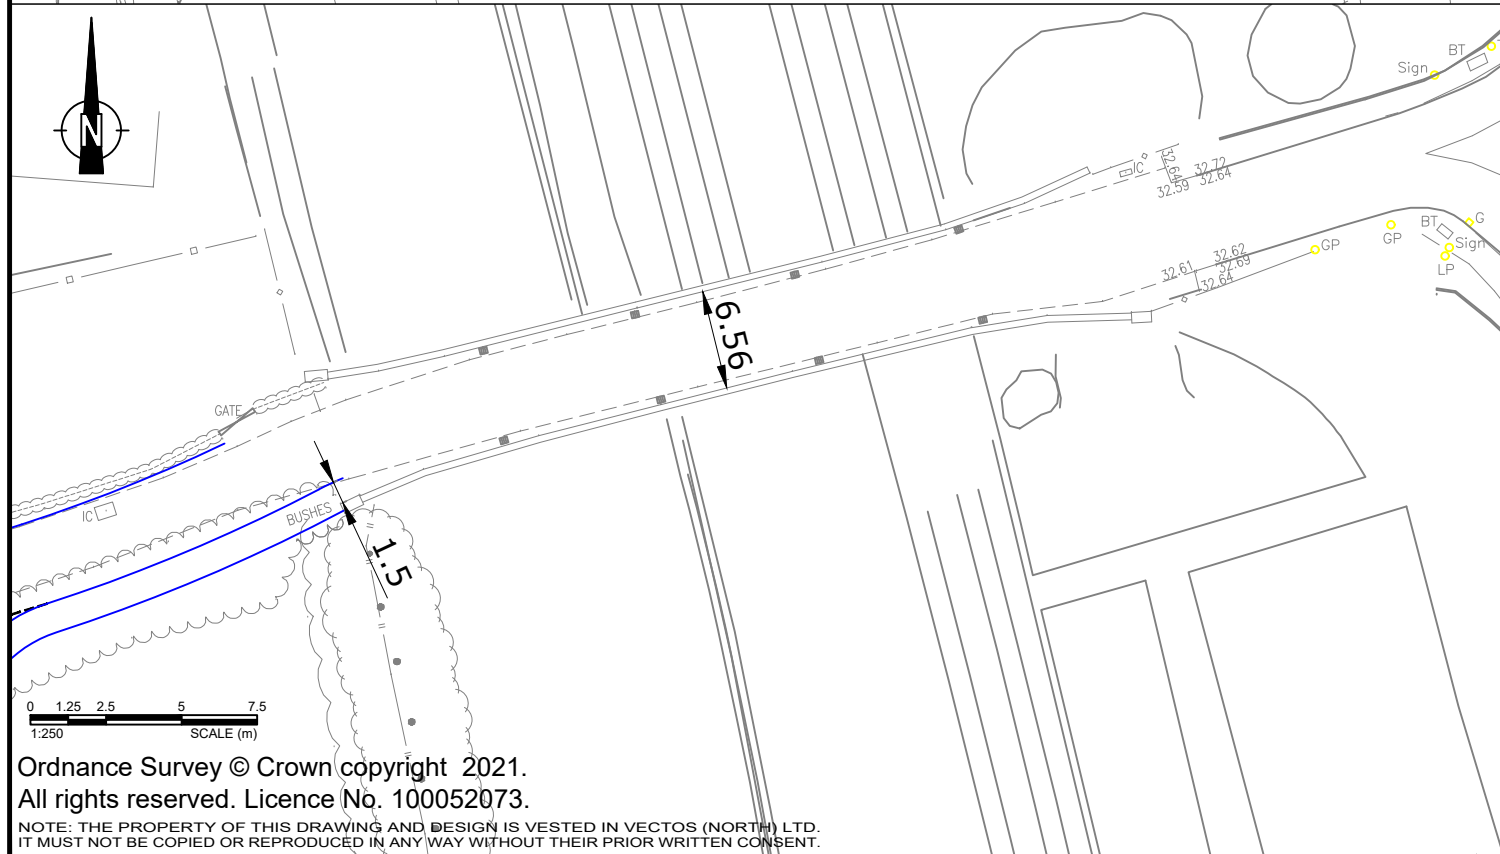 N
Sign
BT
IC
32.64
32.72
32.59
32.64
BT
G
GP
GP
Sign
LP
32.61
32.62
32.69
32.64
6.56
GATE
IC
BUSHES
1.5
0 1.25 2.5 5 7.5
1:250 SCALE (m)
Ordnance Survey © Crown copyright 2021.
All rights reserved. Licence No. 100052073.
NOTE: THE PROPERTY OF THIS DRAWING AND DESIGN IS VESTED IN VECTOS (NORTH) LTD.
IT MUST NOT BE COPIED OR REPRODUCED IN ANY WAY WITHOUT THEIR PRIOR WRITTEN CONSENT.